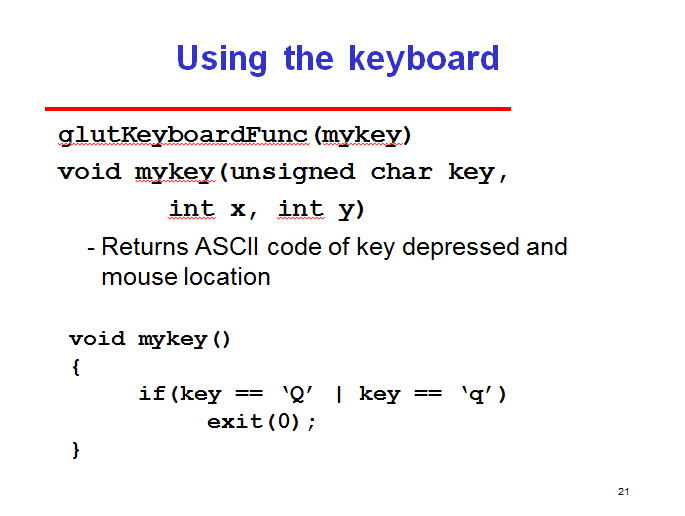 Using the keyboard
glutKeyboardFunc(mykey)
void mykey(unsigned char key,
int x, int y)
- Returns ASCII code of key depressed and
mouse location
void mykey()
{
if(key == ‘Q’ | key == ‘q’)
exit(0);
}
21